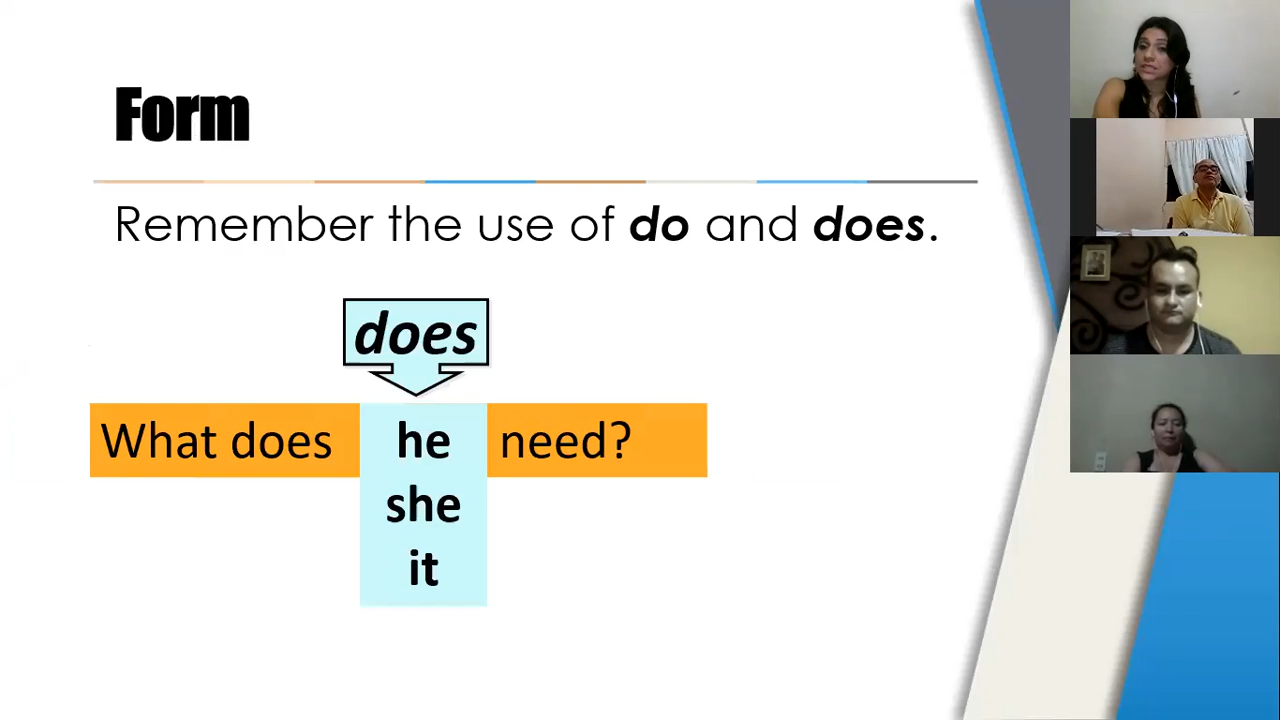 Form
Remember the use of do and does.
does
What does he need?
she
it